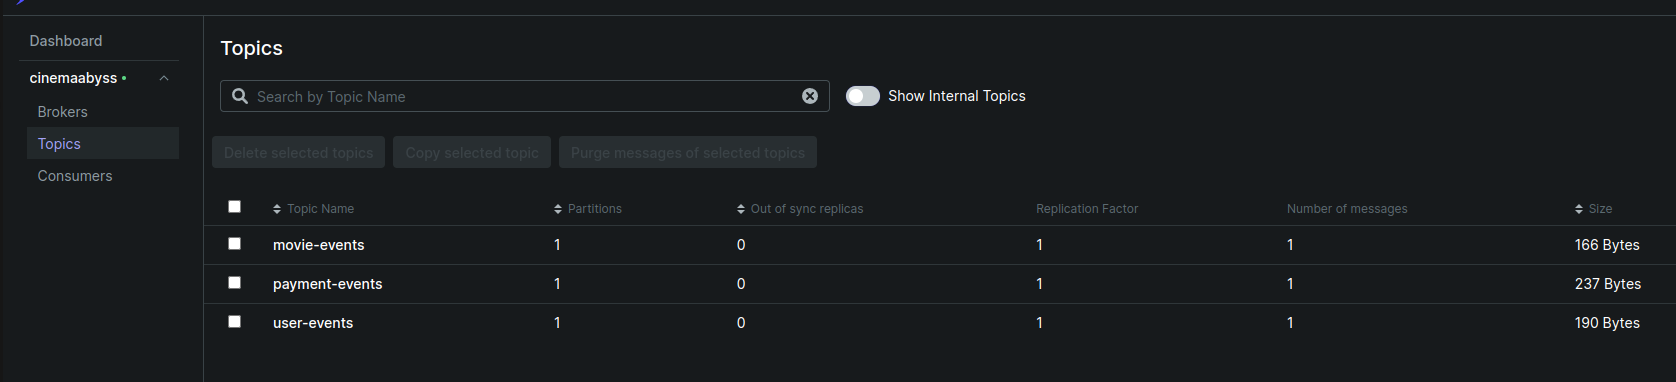 Dashboard
cinemaabyss
Brokers
Topics
Consumers
Topics
Search by Topic Name
Show Internal Topics
Delete selected topics Copy selected topic Purge messages of selected topics
Topic Name Partitions Out of sync replicas Replication Factor Number of messages Size
movie-events 1 0 1 1 166 Bytes
payment-events 1 0 1 1 237 Bytes
user-events 1 0 1 1 190 Bytes